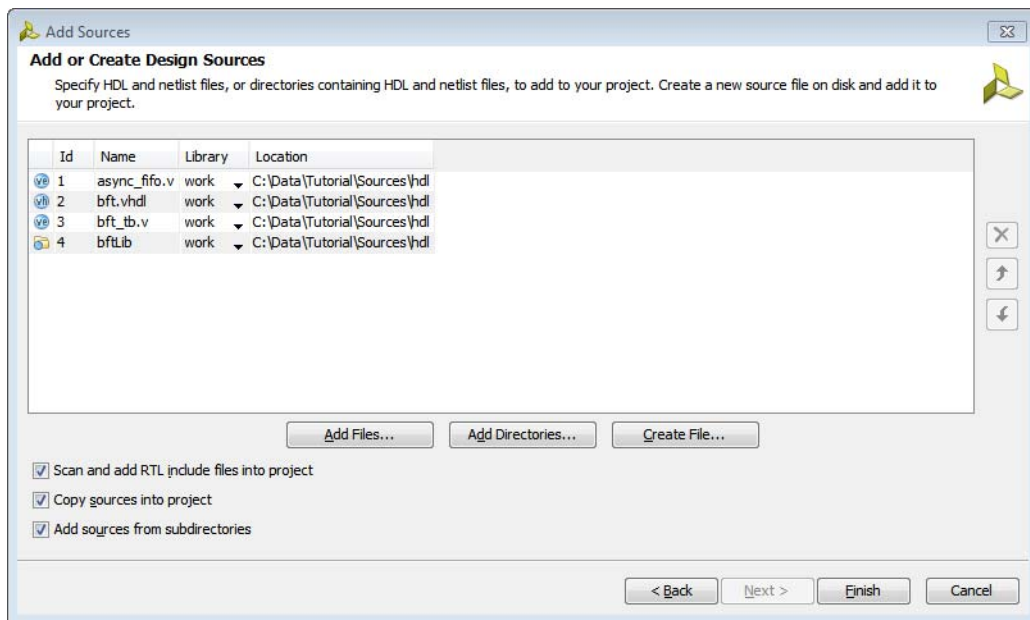 Add Sources
Add or Create Design Sources
Specify HDL and netlist files, or directories containing HDL and netlist files, to add to your project. Create a new source file on disk and add it to
your project.
Id Name Library Location
ve 1 async_fifo.v work C:\Data\Tutorial\Sources\hdl
vh 2 bft.vhdl work C:\Data\Tutorial\Sources\hdl
ve 3 bft_tb.v work C:\Data\Tutorial\Sources\hdl
4 bftLib work C:\Data\Tutorial\Sources\hdl
Add Files... Add Directories... Create File...
Scan and add RTL include files into project
Copy sources into project
Add sources from subdirectories
< Back Next > Finish Cancel